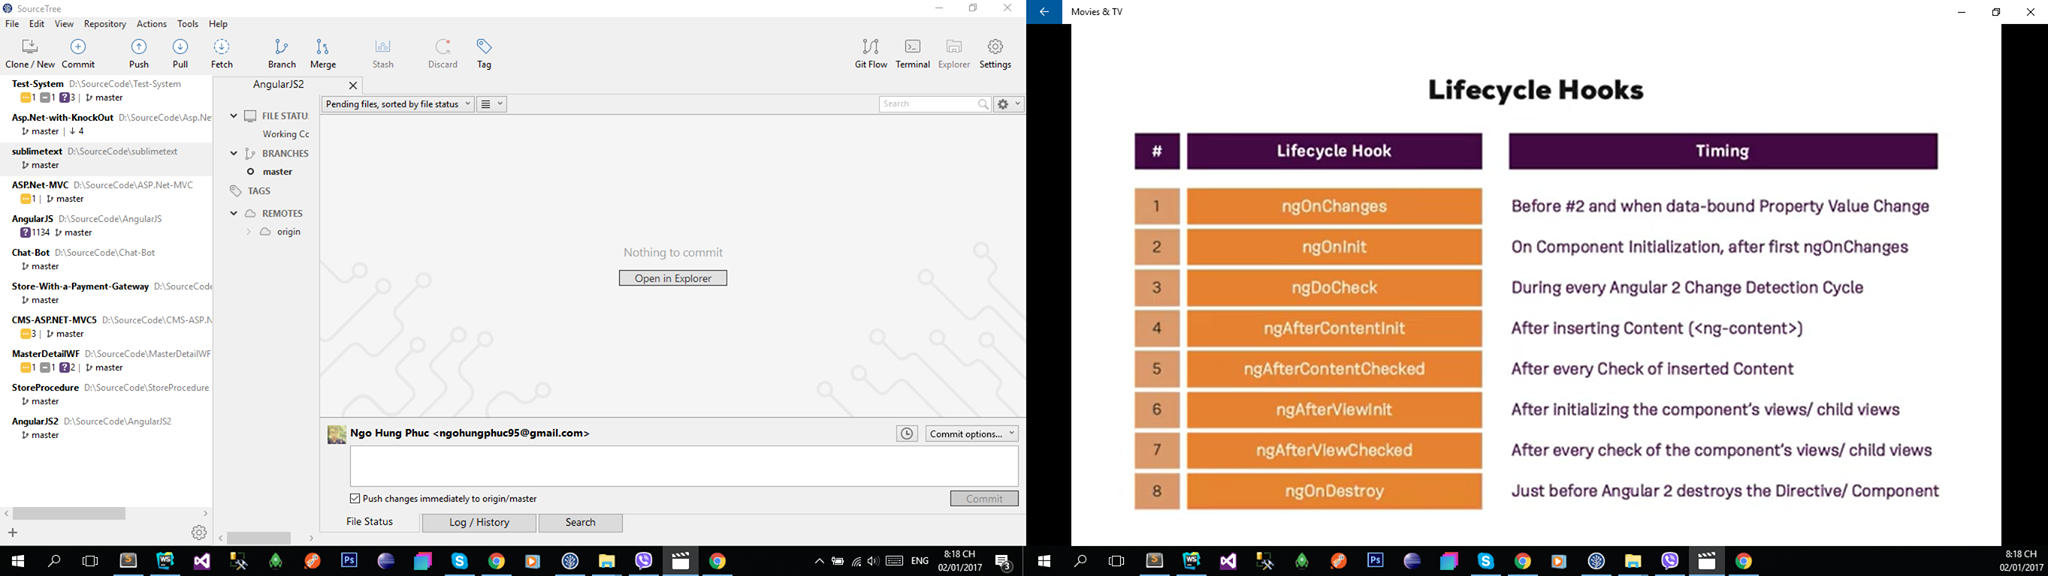 SourceTree
File Edit View Repository Actions Tools Help
Clone / New Commit Push Pull Fetch Branch Merge Stash Discard Tag Git Flow Terminal Explorer Settings
Test-System D:\SourceCode\Test-System
1 1 3 | master
Asp.Net-with-KnockOut D:\SourceCode\Asp.Ne
master | 4
sublimetext D:\SourceCode\sublimetext
master
ASP.Net-MVC D:\SourceCode\ASP.Net-MVC
1 | master
AngularJS D:\SourceCode\AngularJS
1134 master
Chat-Bot D:\SourceCode\Chat-Bot
master
Store-With-a-Payment-Gateway D:\SourceCode
master
CMS-ASP.NET-MVC5 D:\SourceCode\CMS-ASP.N
3 | master
MasterDetailWF D:\SourceCode\MasterDetailWF
1 1 2 | master
StoreProcedure D:\SourceCode\StoreProcedure
master
AngularJS2 D:\SourceCode\AngularJS2
master
AngularJS2
FILE STATU
Working Cc
BRANCHES
master
TAGS
REMOTES
origin
Pending files, sorted by file status
Search
Nothing to commit
Open in Explorer
Ngo Hung Phuc <ngohungphuc95@gmail.com>
Commit options...
Push changes immediately to origin/master
Commit
File Status Log / History Search
ENG
8:18 CH
02/01/2017
3
Movies & TV
Lifecycle Hooks
# Lifecycle Hook Timing
1 ngOnChanges Before #2 and when data-bound Property Value Change
2 ngOnInit On Component Initialization, after first ngOnChanges
3 ngDoCheck During every Angular 2 Change Detection Cycle
4 ngAfterContentInit After inserting Content (<ng-content>)
5 ngAfterContentChecked After every Check of inserted Content
6 ngAfterViewInit After initializing the component's views/ child views
7 ngAfterViewChecked After every check of the component's views/ child views
8 ngOnDestroy Just before Angular 2 destroys the Directive/ Component
8:18 CH
02/01/2017